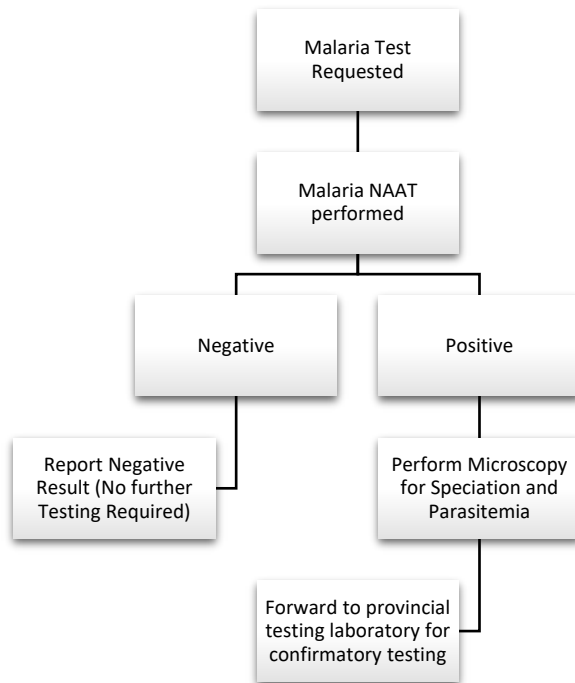 Malaria Test
Requested
Malaria NAAT
performed
Negative
Positive
Report Negative
Result (No further
Testing Required)
Perform Microscopy
for Speciation and
Parasitemia
Forward to provincial
testing laboratory for
confirmatory testing